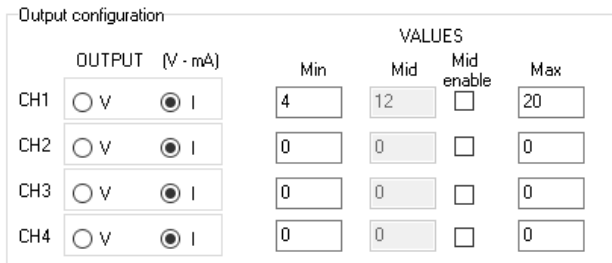 Output configuration
VALUES
OUTPUT (V - mA) Min Mid Mid enable Max
CH1 V I 4 12 20
CH2 V I 0 0 0
CH3 V I 0 0 0
CH4 V I 0 0 0